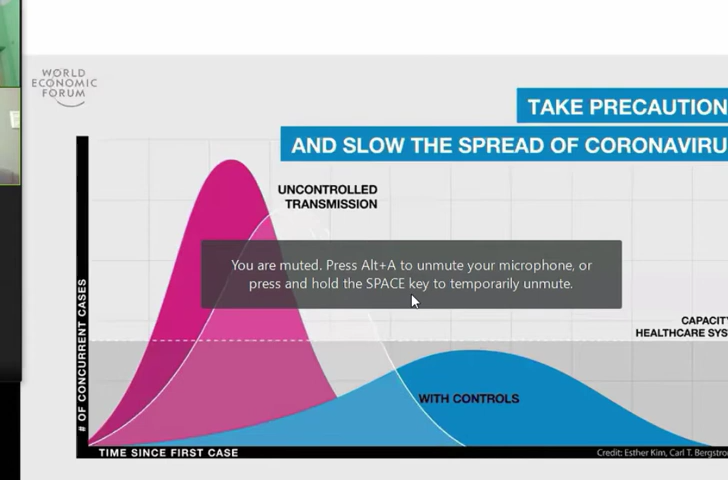 WORLD
ECONOMIC
FORUM
TAKE PRECAUTION
AND SLOW THE SPREAD OF CORONAVIRU
UNCONTROLLED
TRANSMISSION
You are muted. Press Alt+A to unmute your microphone, or
press and hold the SPACE key to temporarily unmute.
CAPACITY
HEALTHCARE SYS
# OF CONCURRENT CASES
WITH CONTROLS
TIME SINCE FIRST CASE
Credit: Esther Kim, Carl T. Bergstro